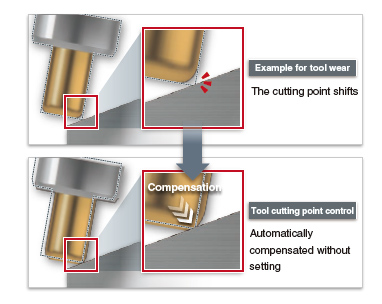 Example for tool wear
The cutting point shifts
Compensation
Tool cutting point control
Automatically
compensated without
setting